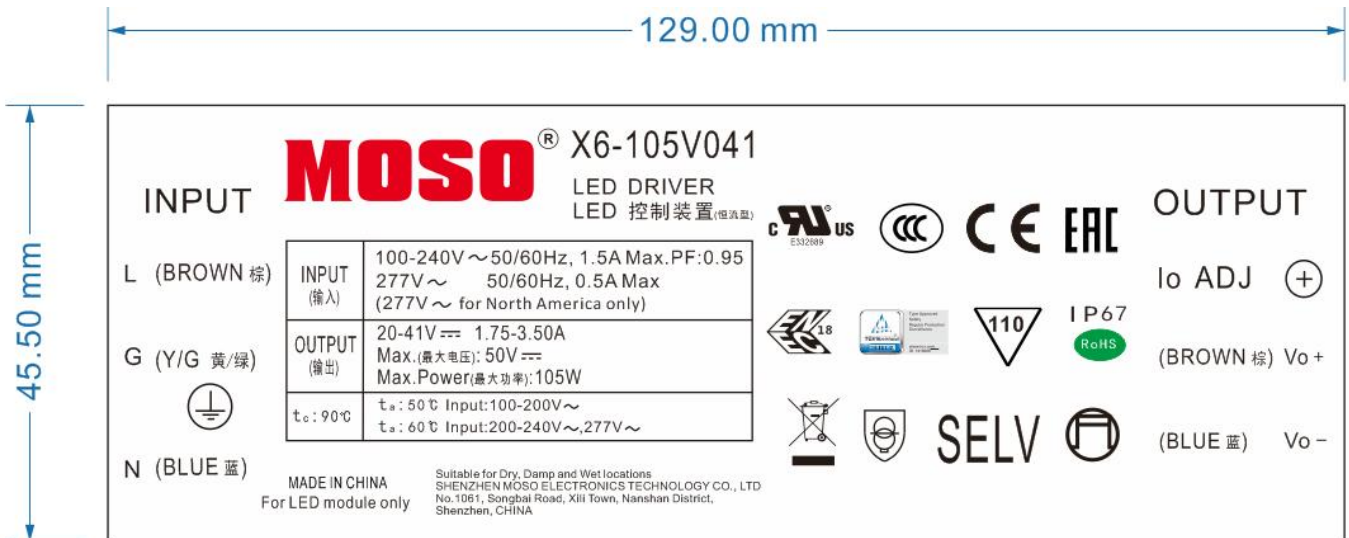 129.00 mm
45.50 mm
MOSO®
X6-105V041
LED DRIVER
LED 控制装置(恒流型)
INPUT
L (BROWN 棕)
G (Y/G 黄/绿)
N (BLUE 蓝)
INPUT
(输入)
100-240V～50/60Hz, 1.5A Max.PF:0.95
277V～ 50/60Hz, 0.5A Max
(277V～ for North America only)
OUTPUT
(输出)
20-41V⎓ 1.75-3.50A
Max.(最大电压):50V⎓
Max.Power(最大功率):105W
tc:90℃
ta:50℃ Input:100-200V～
ta:60℃ Input:200-240V～,277V～
MADE IN CHINA
For LED module only
Suitable for Dry, Damp and Wet locations
SHENZHEN MOSO ELECTRONICS TECHNOLOGY CO., LTD
No.1061, Songbai Road, Xili Town, Nanshan District,
Shenzhen, CHINA
c RU® US
E332889
CCC
CE
EAC
ENEC 18
110
IP67
RoHS
SELV
OUTPUT
Io ADJ +
(BROWN 棕) Vo +
(BLUE 蓝) Vo -